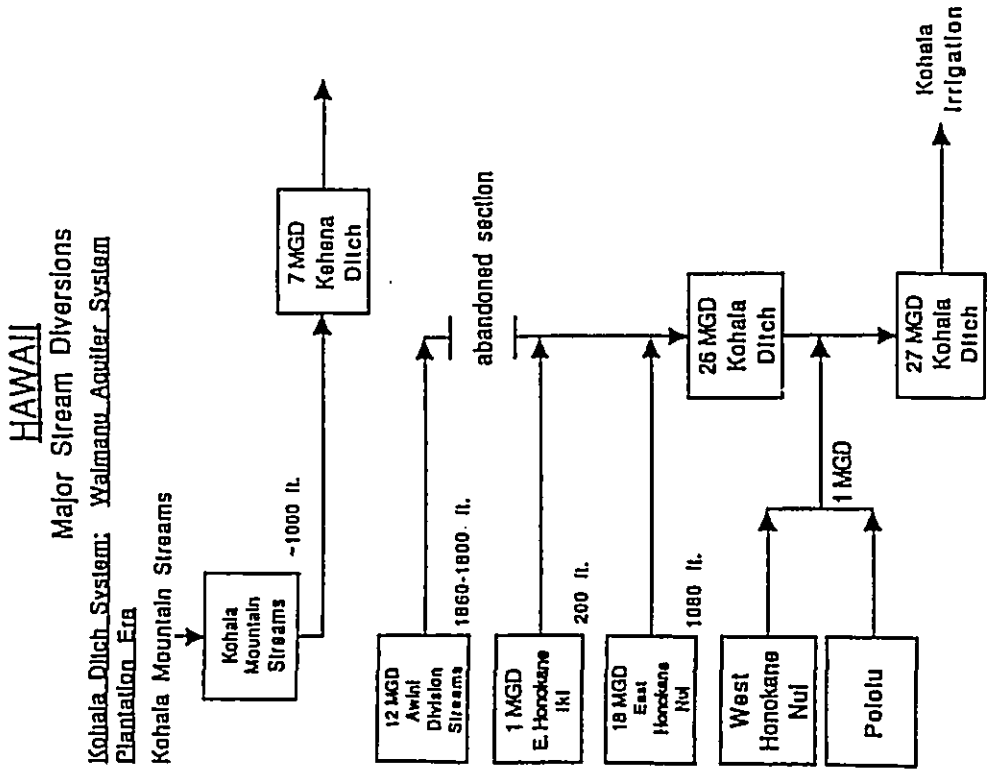 HAWAII
Major Stream Diversions
Kohala Ditch System: Waimanu Aquifer System
Plantation Era
Kohala Mountain Streams
Kohala
Mountain
Streams
~1000 ft.
7 MGD
Kehena
Ditch
12 MGD
Awini
Division
Streams
1860-1800 ft.
abandoned section
1 MGD
E. Honokane
Iki
200 ft.
18 MGD
East
Honokane
Nui
1080 ft.
26 MGD
Kohala
Ditch
West
Honokane
Nui
Pololu
1 MGD
27 MGD
Kohala
Ditch
Kohala
Irrigation